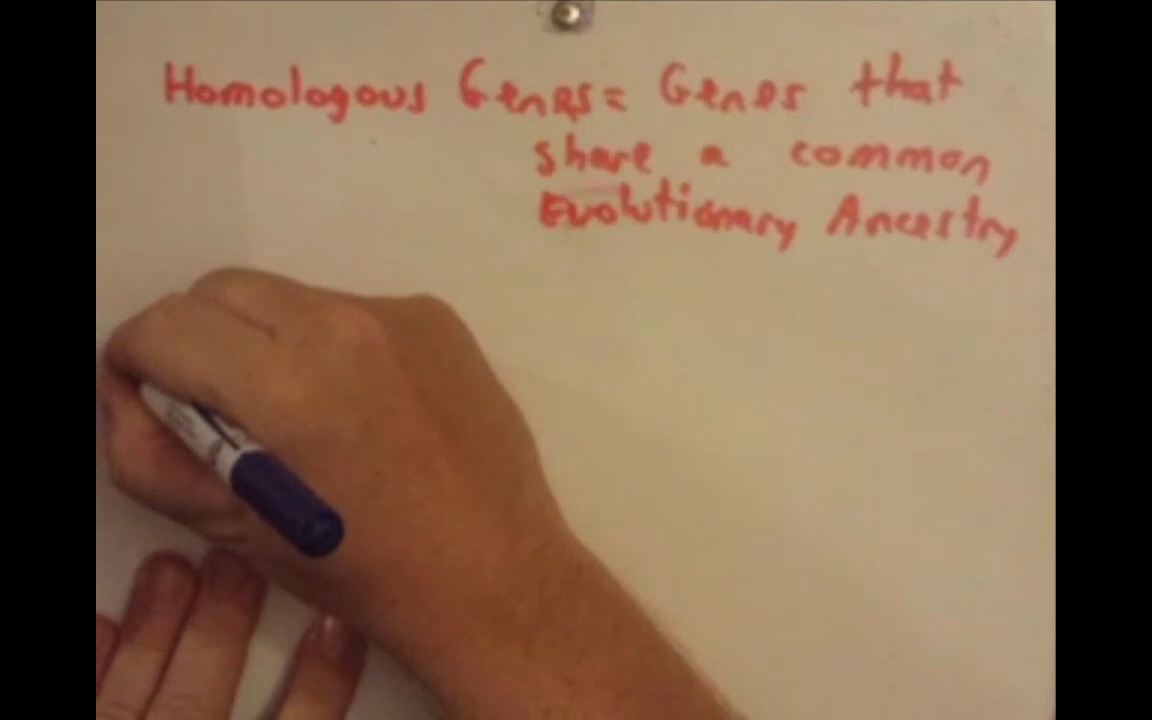 Homologous Genes= Genes that
share a common
Evolutionary Ancestry